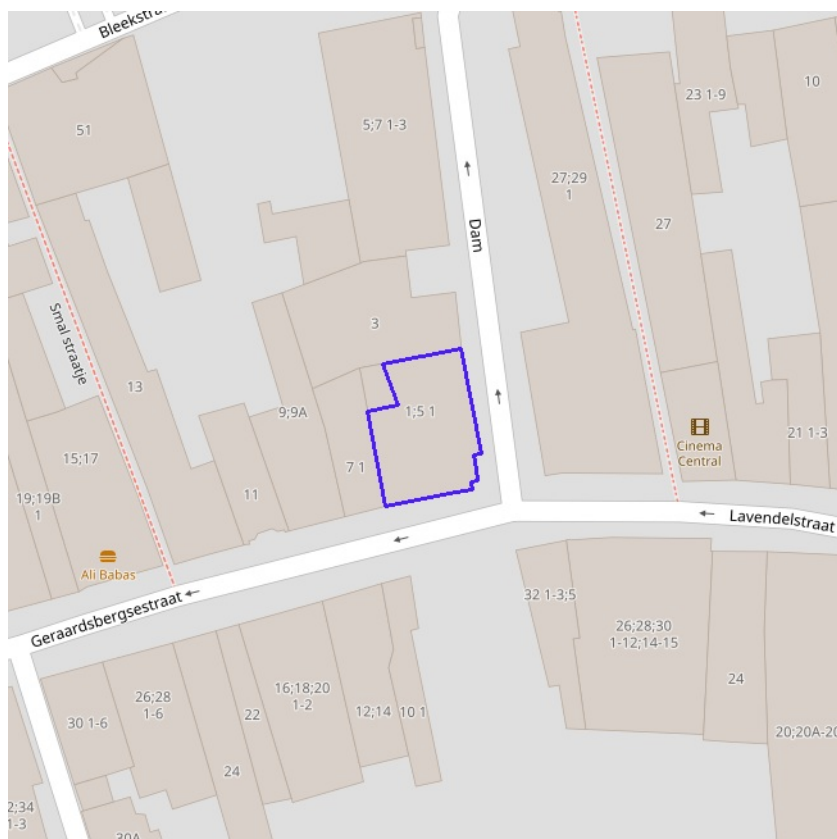 Bleekstra
51
5;7 1-3
23 1-9
10
27;29
1
27
Dam
Smal straatje
3
13
1;5 1
9;9A
Cinema
Central
21 1-3
15;17
7 1
11
19;19B
1
Ali Babas
Lavendelstraat
Geraardsbergsestraat
32 1-3;5
26;28;30
1-12;14-15
24
16;18;20
1-2
26;28
1-6
12;14
10 1
22
30 1-6
20;20A-20
24
2;34
1-3
30A